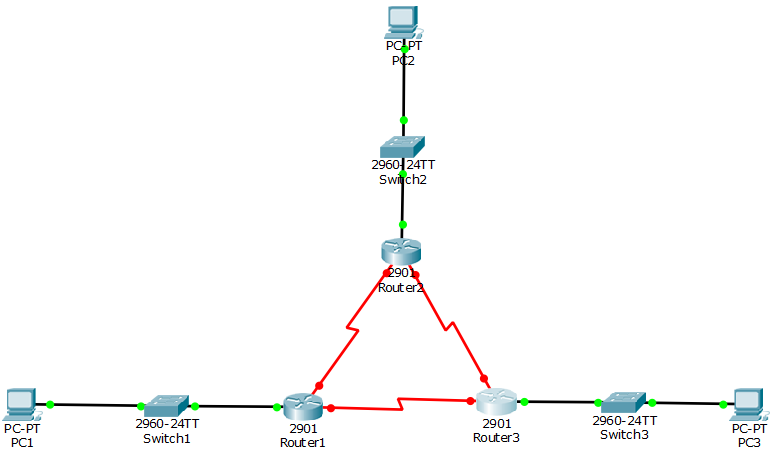 PC-PT
PC2
2960-24TT
Switch2
2901
Router2
PC-PT
PC1
2960-24TT
Switch1
2901
Router1
2901
Router3
2960-24TT
Switch3
PC-PT
PC3